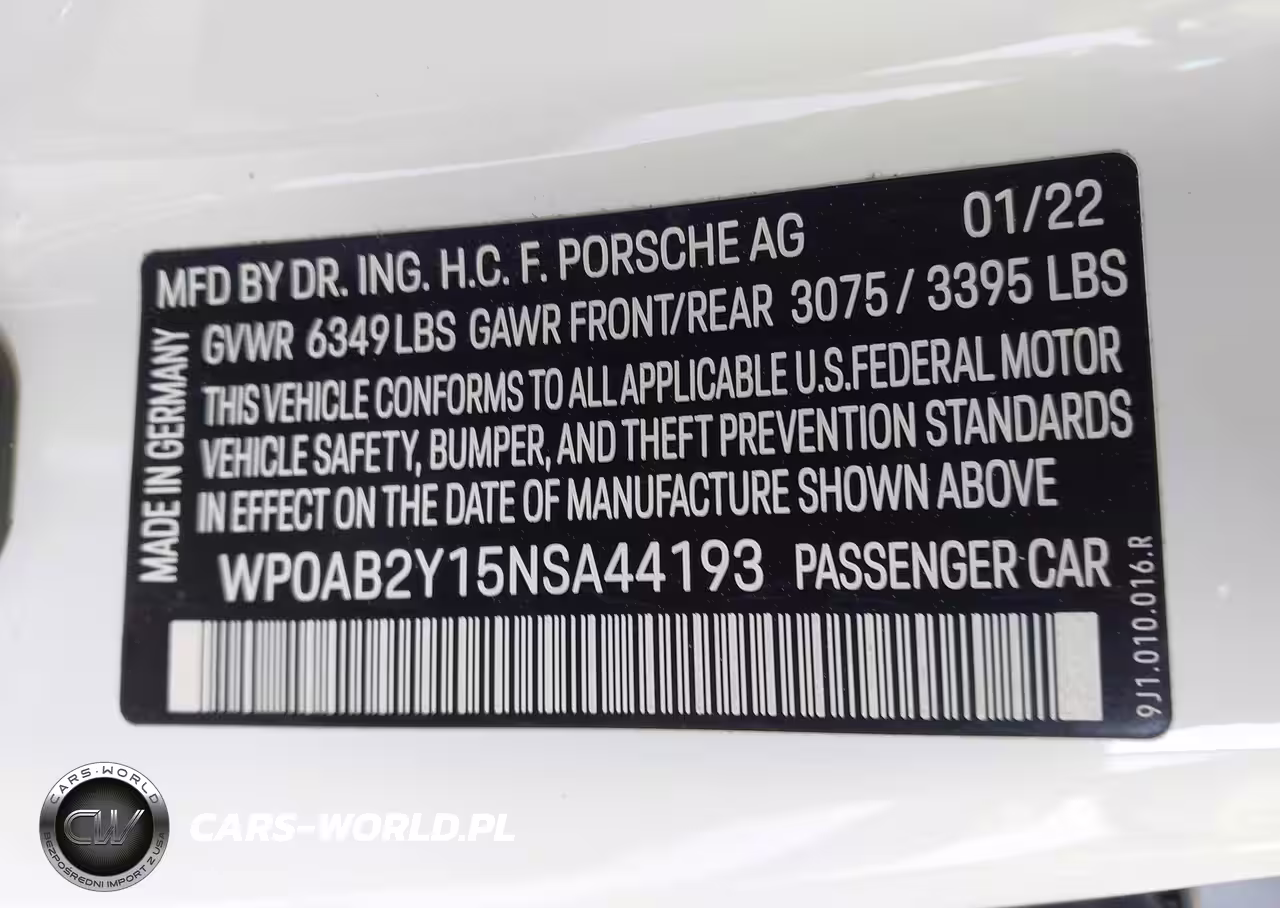 MFD BY DR. ING. H.C. F. PORSCHE AG 01/22
GVWR 6349 LBS GAWR FRONT/REAR 3075 / 3395 LBS
THIS VEHICLE CONFORMS TO ALL APPLICABLE U.S.FEDERAL MOTOR
VEHICLE SAFETY, BUMPER, AND THEFT PREVENTION STANDARDS
IN EFFECT ON THE DATE OF MANUFACTURE SHOWN ABOVE
WP0AB2Y15NSA44193 PASSENGER CAR
MADE IN GERMANY
9J1.010.016.R
CARS-WORLD
CW
BEZPOŚREDNI IMPORT Z USA
CARS-WORLD.PL